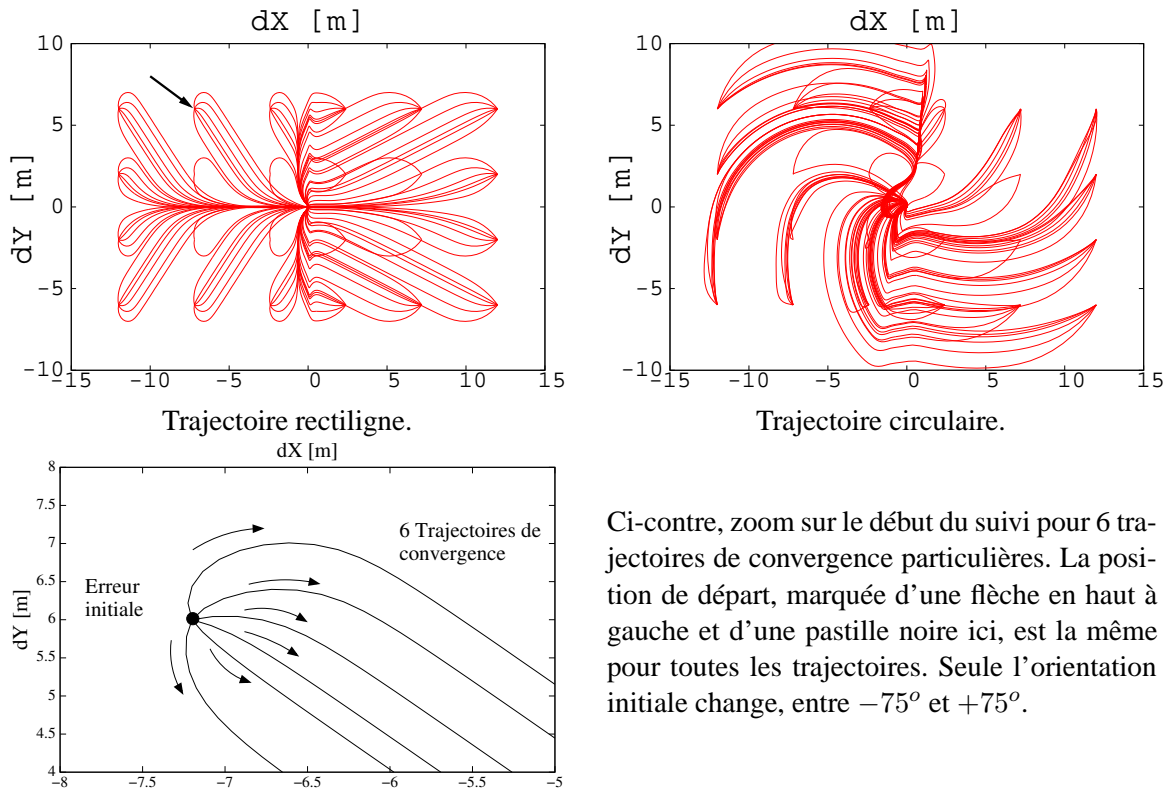 dX [m]
10
5
0
−5
−10
dY [m]
−15
−10
−5
0
5
10
15
Trajectoire rectiligne.
dX [m]
10
5
0
−5
−10
dY [m]
−15
−10
−5
0
5
10
15
Trajectoire circulaire.
dX [m]
8
7.5
7
6.5
6
5.5
5
4.5
4
dY [m]
−8
−7.5
−7
−6.5
−6
−5.5
−5
6 Trajectoires de
convergence
Erreur
initiale
Ci-contre, zoom sur le début du suivi pour 6 tra-
jectoires de convergence particulières. La posi-
tion de départ, marquée d'une flèche en haut à
gauche et d'une pastille noire ici, est la même
pour toutes les trajectoires. Seule l'orientation
initiale change, entre −75° et +75°.